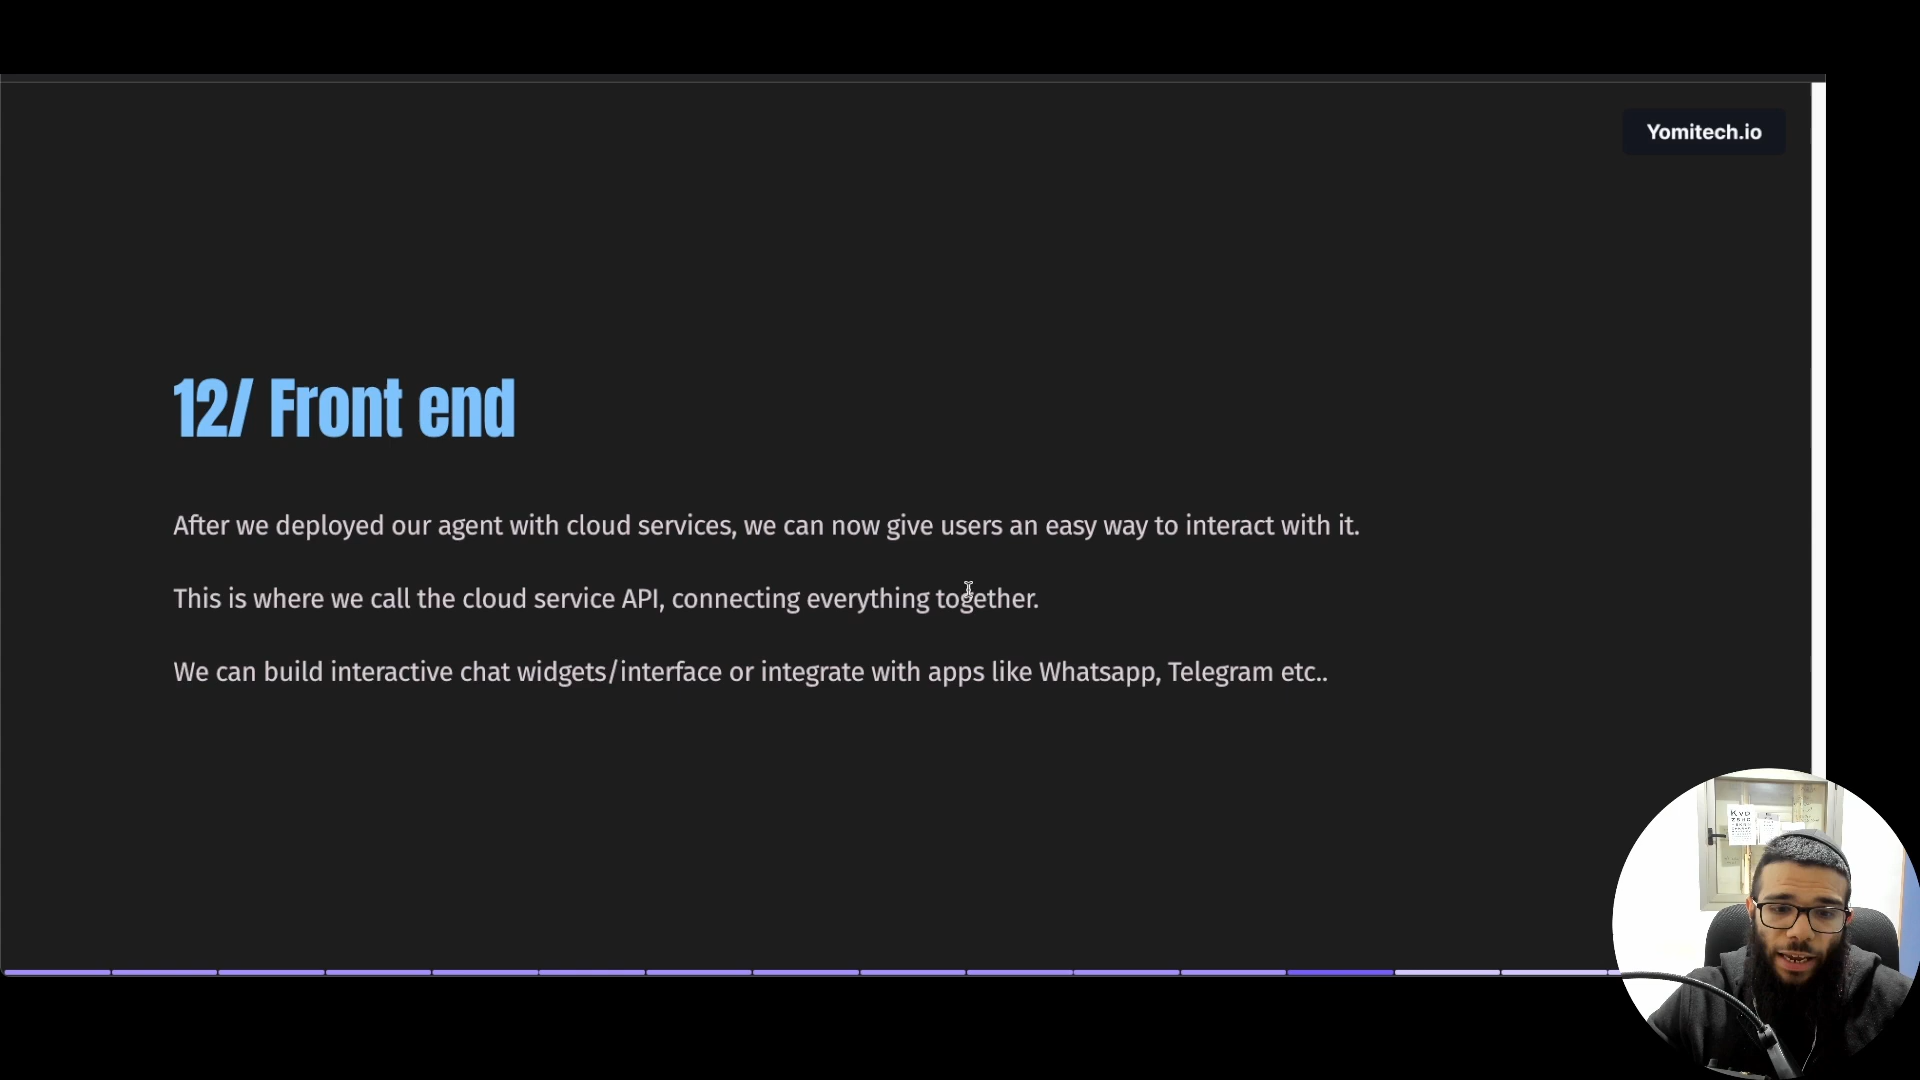 Yomitech.io
12/ Front end
After we deployed our agent with cloud services, we can now give users an easy way to interact with it.
This is where we call the cloud service API, connecting everything together.
We can build interactive chat widgets/interface or integrate with apps like Whatsapp, Telegram etc..